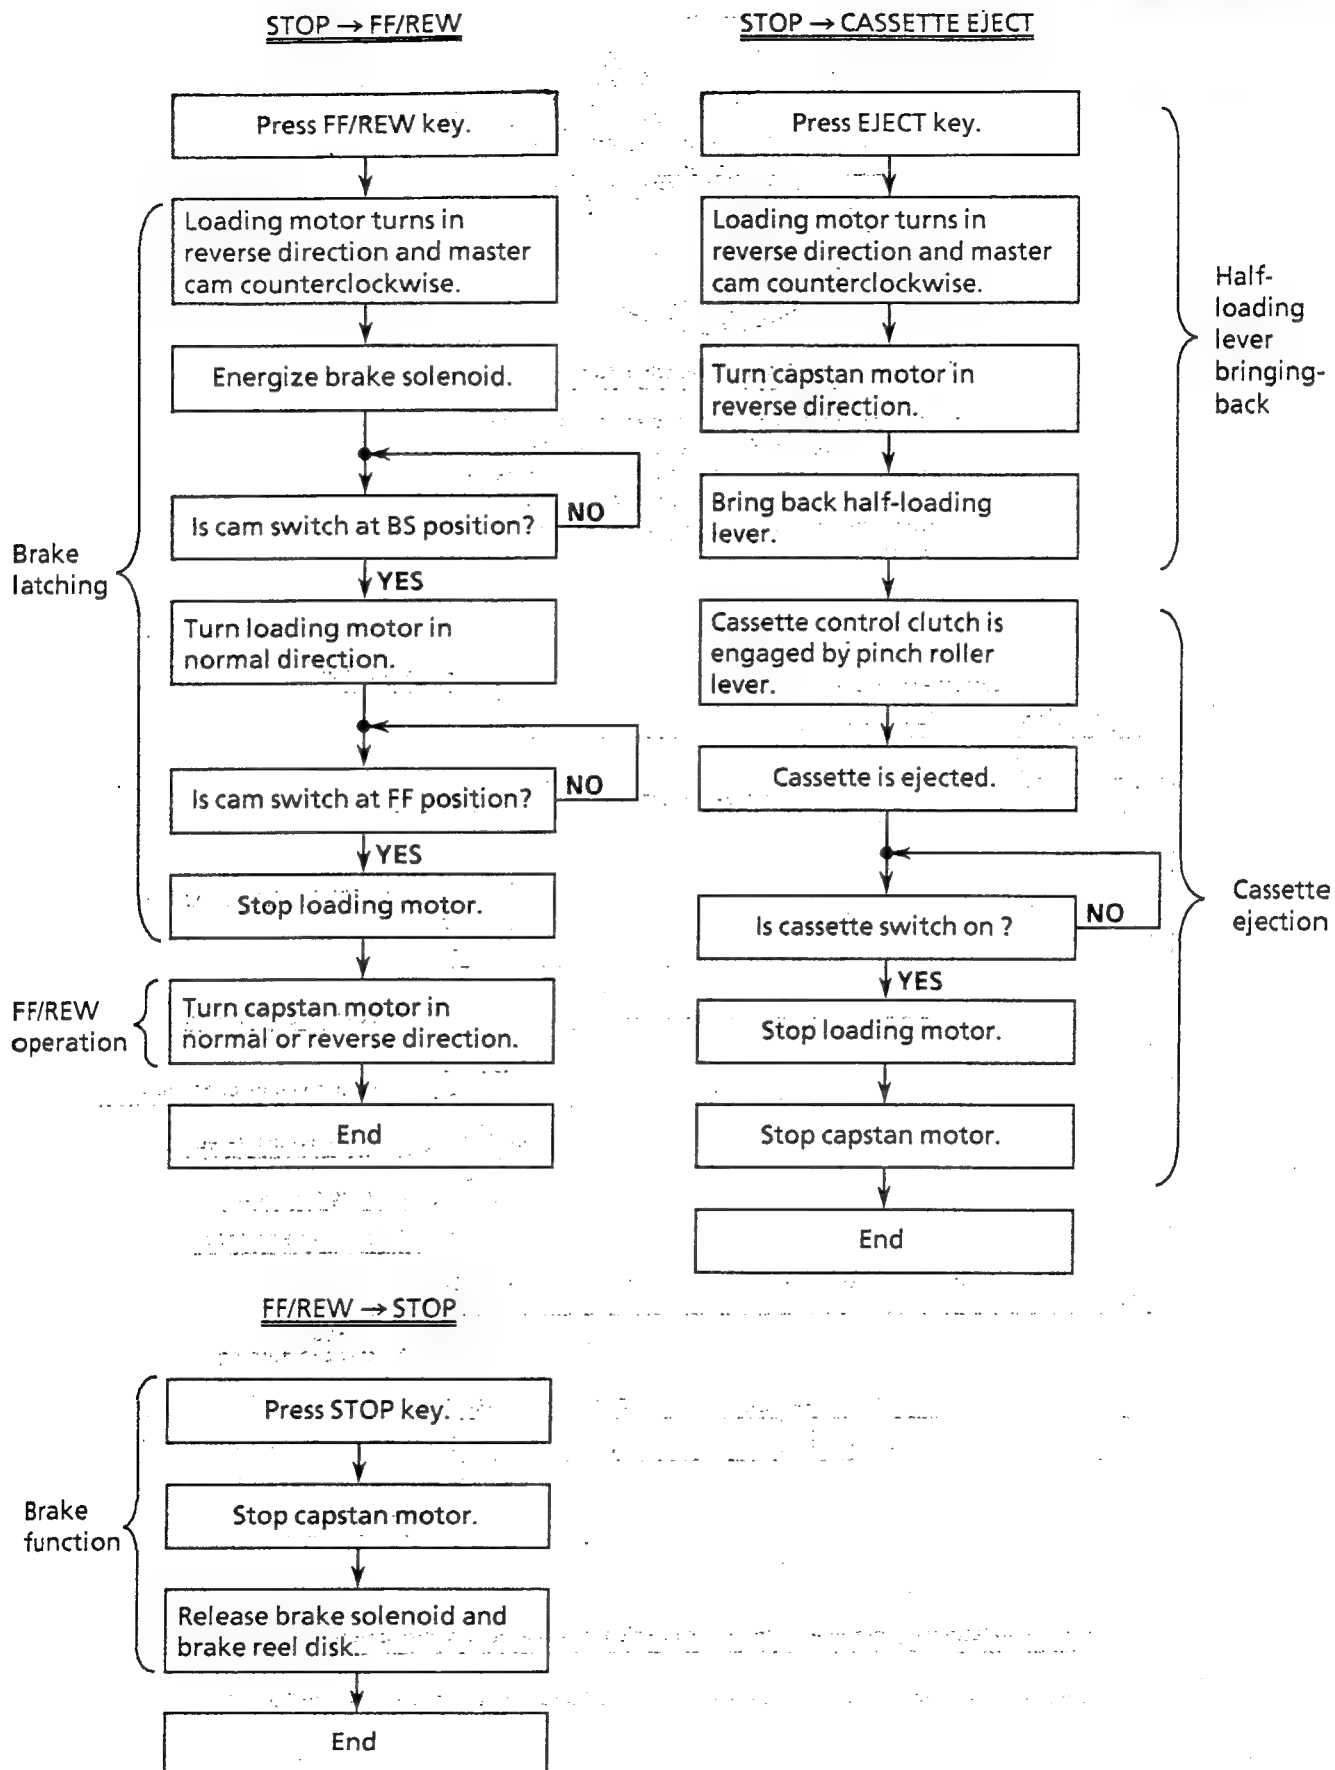 STOP → FF/REW
Press FF/REW key.
Loading motor turns in
reverse direction and master
cam counterclockwise.
Energize brake solenoid.
Is cam switch at BS position?
NO
YES
Turn loading motor in
normal direction.
Is cam switch at FF position?
NO
YES
Stop loading motor.
Brake
latching
Turn capstan motor in
normal or reverse direction.
FF/REW
operation
End
STOP → CASSETTE EJECT
Press EJECT key.
Loading motor turns in
reverse direction and master
cam counterclockwise.
Turn capstan motor in
reverse direction.
Bring back half-loading
lever.
Half-
loading
lever
bringing-
back
Cassette control clutch is
engaged by pinch roller
lever.
Cassette is ejected.
Is cassette switch on ?
NO
YES
Stop loading motor.
Stop capstan motor.
Cassette
ejection
End
FF/REW → STOP
Press STOP key.
Stop capstan motor.
Release brake solenoid and
brake reel disk.
Brake
function
End